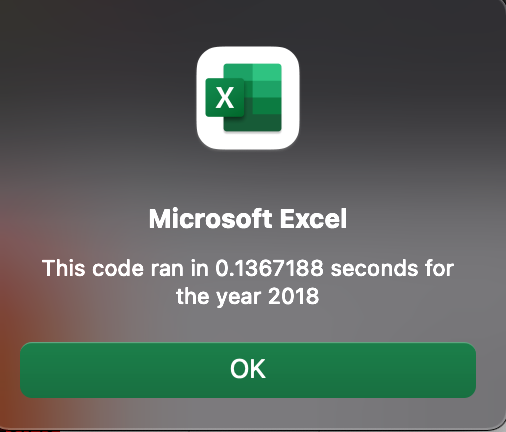 X
Microsoft Excel
This code ran in 0.1367188 seconds for
the year 2018
OK